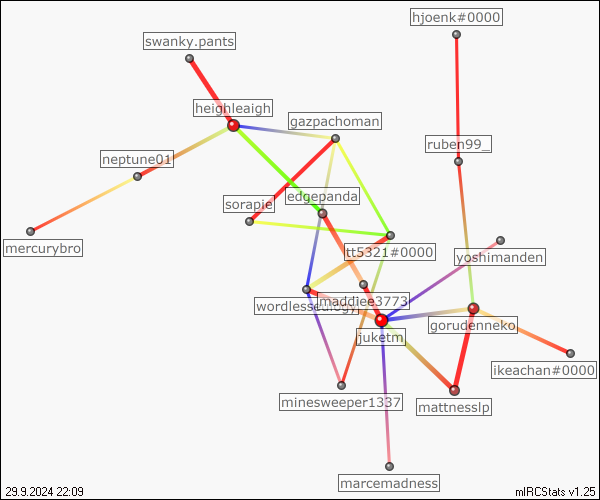 hjoenk#0000
swanky.pants
heighleaigh
gazpachoman
ruben99_
neptune01
edgepanda
sorapie
mercurybro
tt5321#0000
yoshimanden
maddiee3773
gorudenneko
juketm
ikeachan#0000
minesweeper1337
mattnesslp
marcemadness
29.9.2024 22:09
mIRCStats v1.25